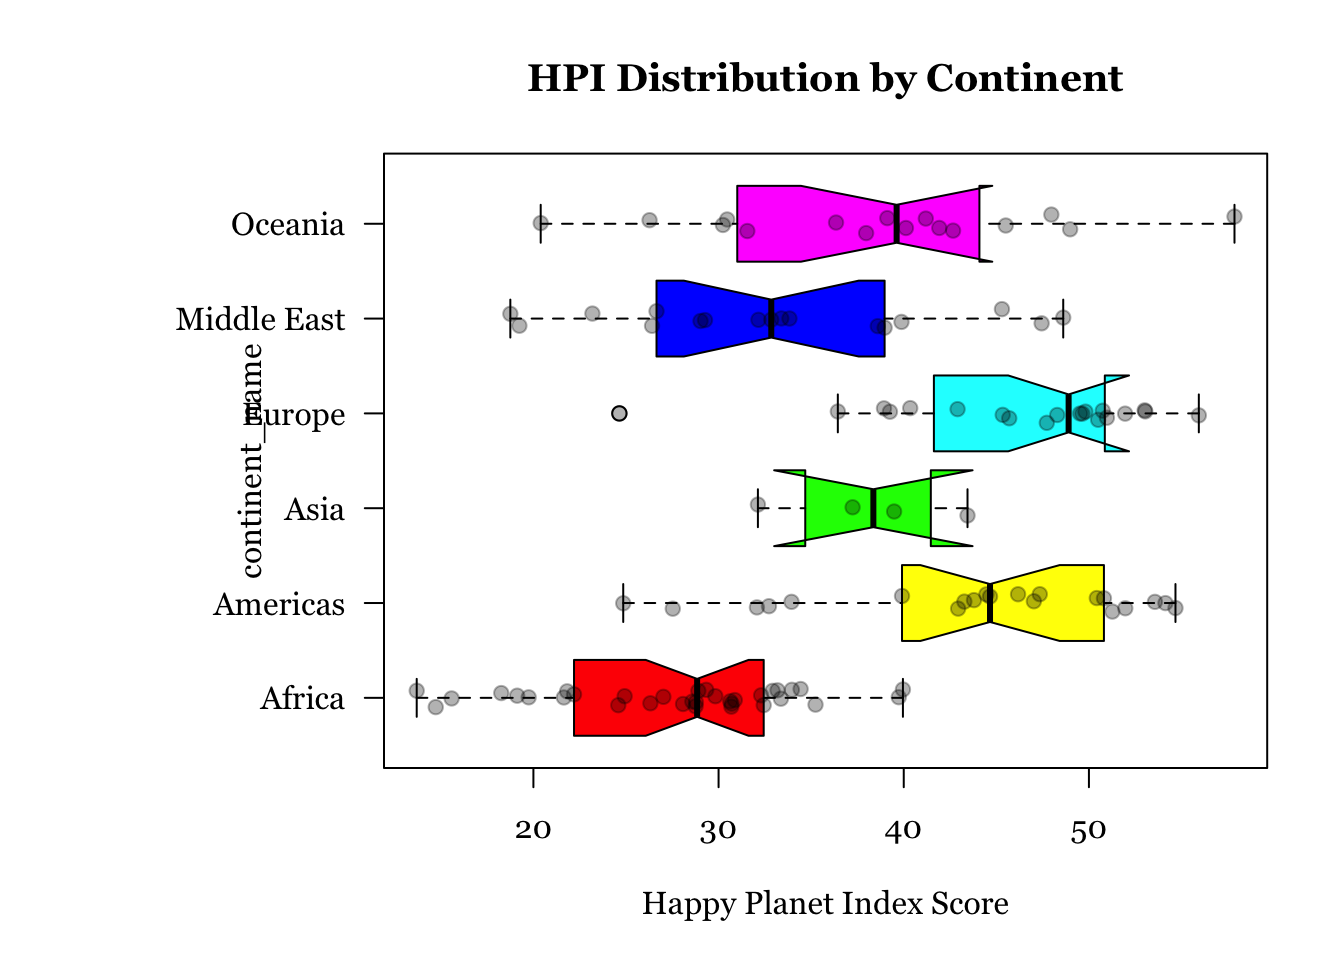 HPI Distribution by Continent
Oceania
Middle East
Europe
Asia
Americas
Africa
continent_name
20 30 40 50
Happy Planet Index Score